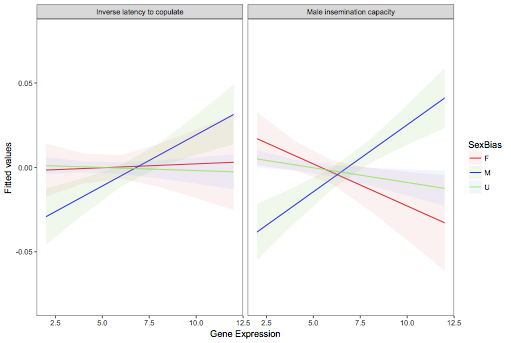 Inverse latency to copulate
Male insemination capacity
0.05
0.00
-0.05
Fitted values
2.5 5.0 7.5 10.0 12.5 2.5 5.0 7.5 10.0 12.5
Gene Expression
SexBias
F
M
U